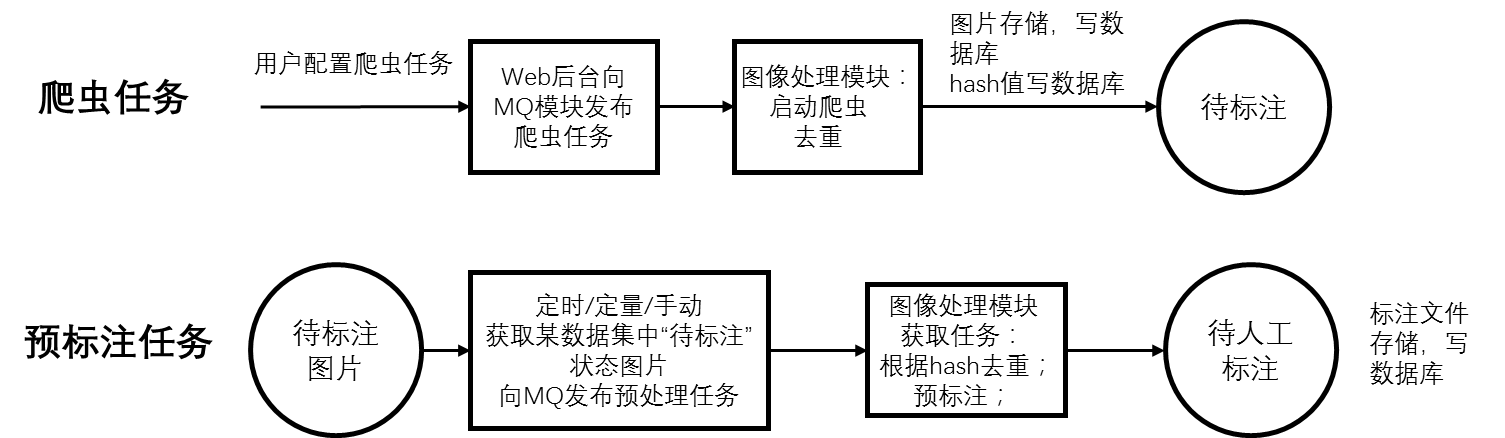 爬虫任务
用户配置爬虫任务
Web后台向
MQ模块发布
爬虫任务
图像处理模块：
启动爬虫
去重
图片存储，写数
据库
hash值写数据库
待标注
预标注任务
待标注
图片
定时/定量/手动
获取某数据集中“待标注”
状态图片
向MQ发布预处理任务
图像处理模块
获取任务：
根据hash去重；
预标注；
待人工
标注
标注文件
存储，写
数据库